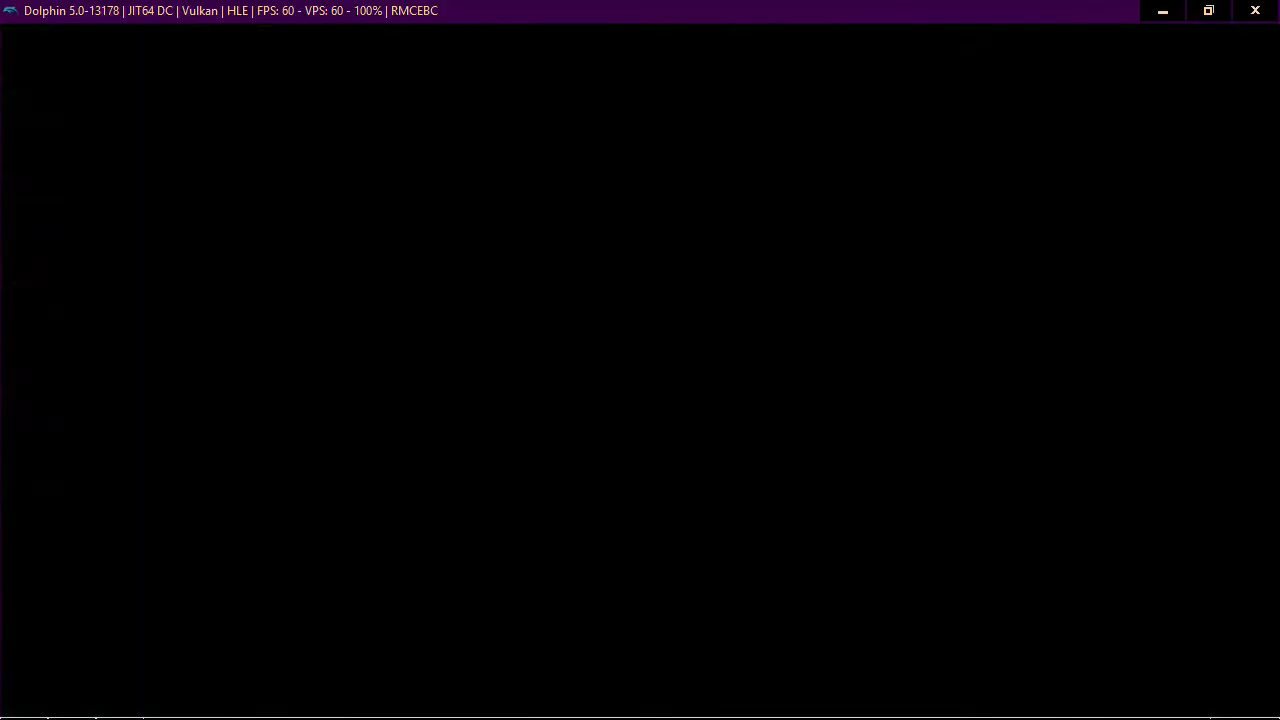 Dolphin 5.0-13178 | JIT64 DC | Vulkan | HLE | FPS: 60 - VPS: 60 - 100% | RMCEBC